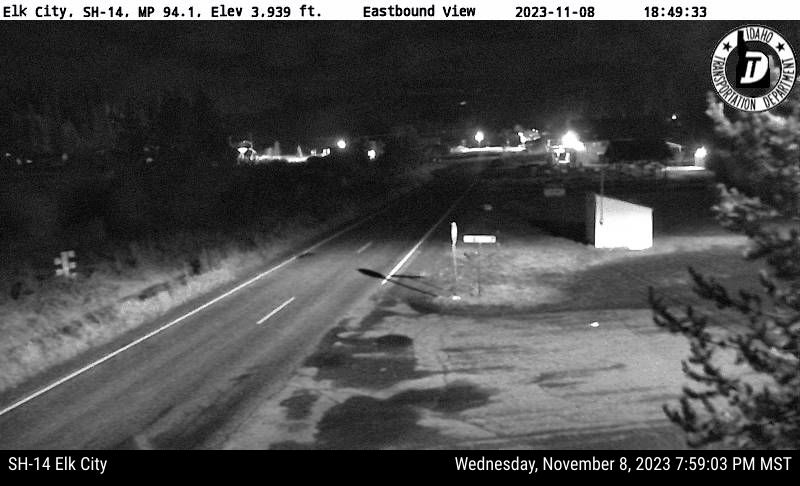 Elk City, SH-14, MP 94.1, Elev 3,939 ft. Eastbound View 2023-11-08 18:49:33
IDAHO
TRANSPORTATION DEPARTMENT
SH-14 Elk City Wednesday, November 8, 2023 7:59:03 PM MST